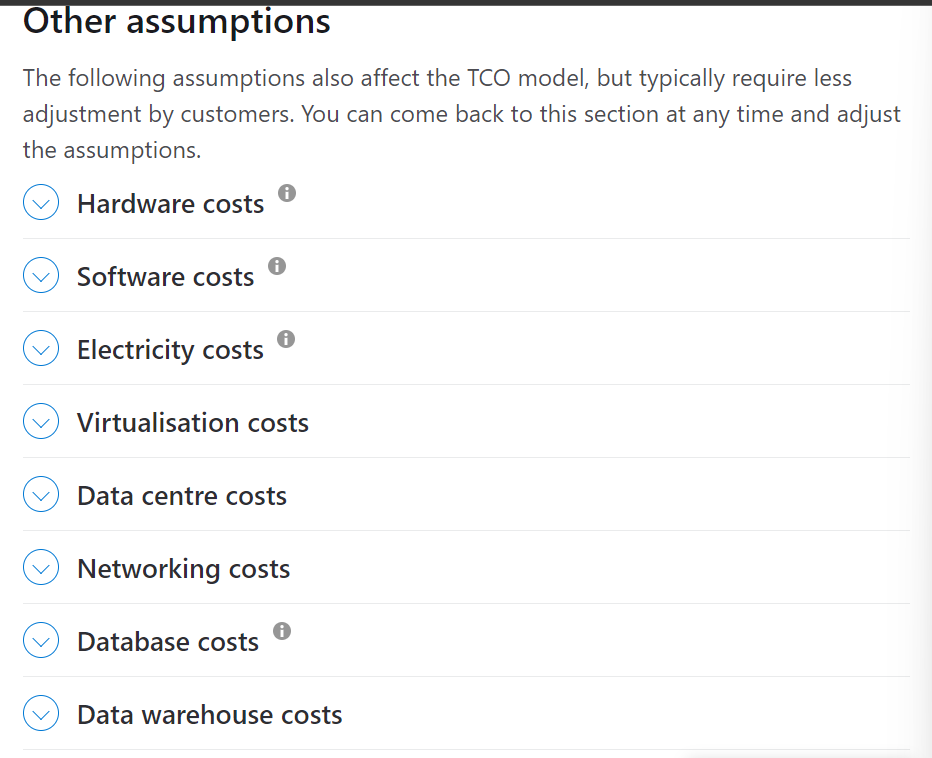 Other assumptions
The following assumptions also affect the TCO model, but typically require less
adjustment by customers. You can come back to this section at any time and adjust
the assumptions.
Hardware costs
Software costs
Electricity costs
Virtualisation costs
Data centre costs
Networking costs
Database costs
Data warehouse costs